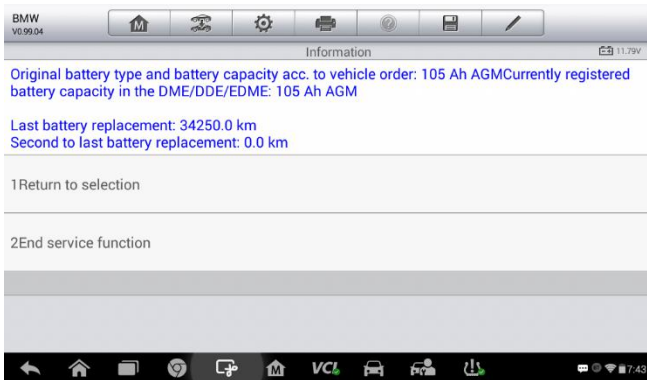 BMW
V0.99.04
M
Information
11.79V
Original battery type and battery capacity acc. to vehicle order: 105 Ah AGMCurrently registered
battery capacity in the DME/DDE/EDME: 105 Ah AGM
Last battery replacement: 34250.0 km
Second to last battery replacement: 0.0 km
1Return to selection
2End service function
M
VCI
7:43